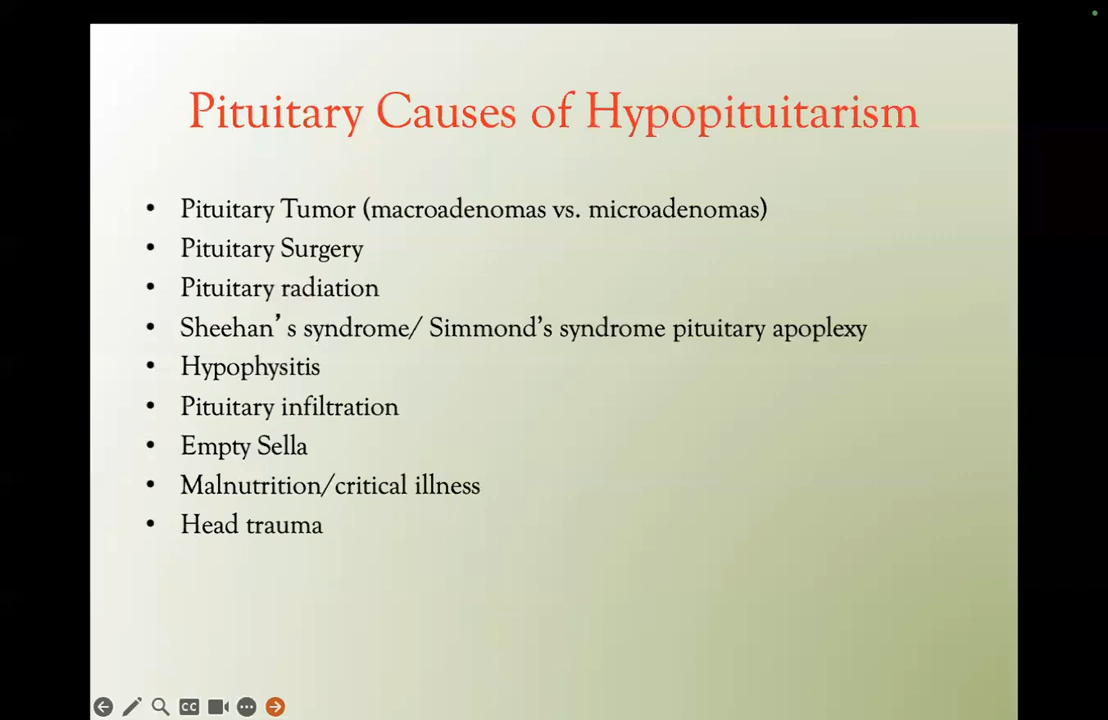 Pituitary Causes of Hypopituitarism
• Pituitary Tumor (macroadenomas vs. microadenomas)
• Pituitary Surgery
• Pituitary radiation
• Sheehan’s syndrome/ Simmond’s syndrome pituitary apoplexy
• Hypophysitis
• Pituitary infiltration
• Empty Sella
• Malnutrition/critical illness
• Head trauma
CC